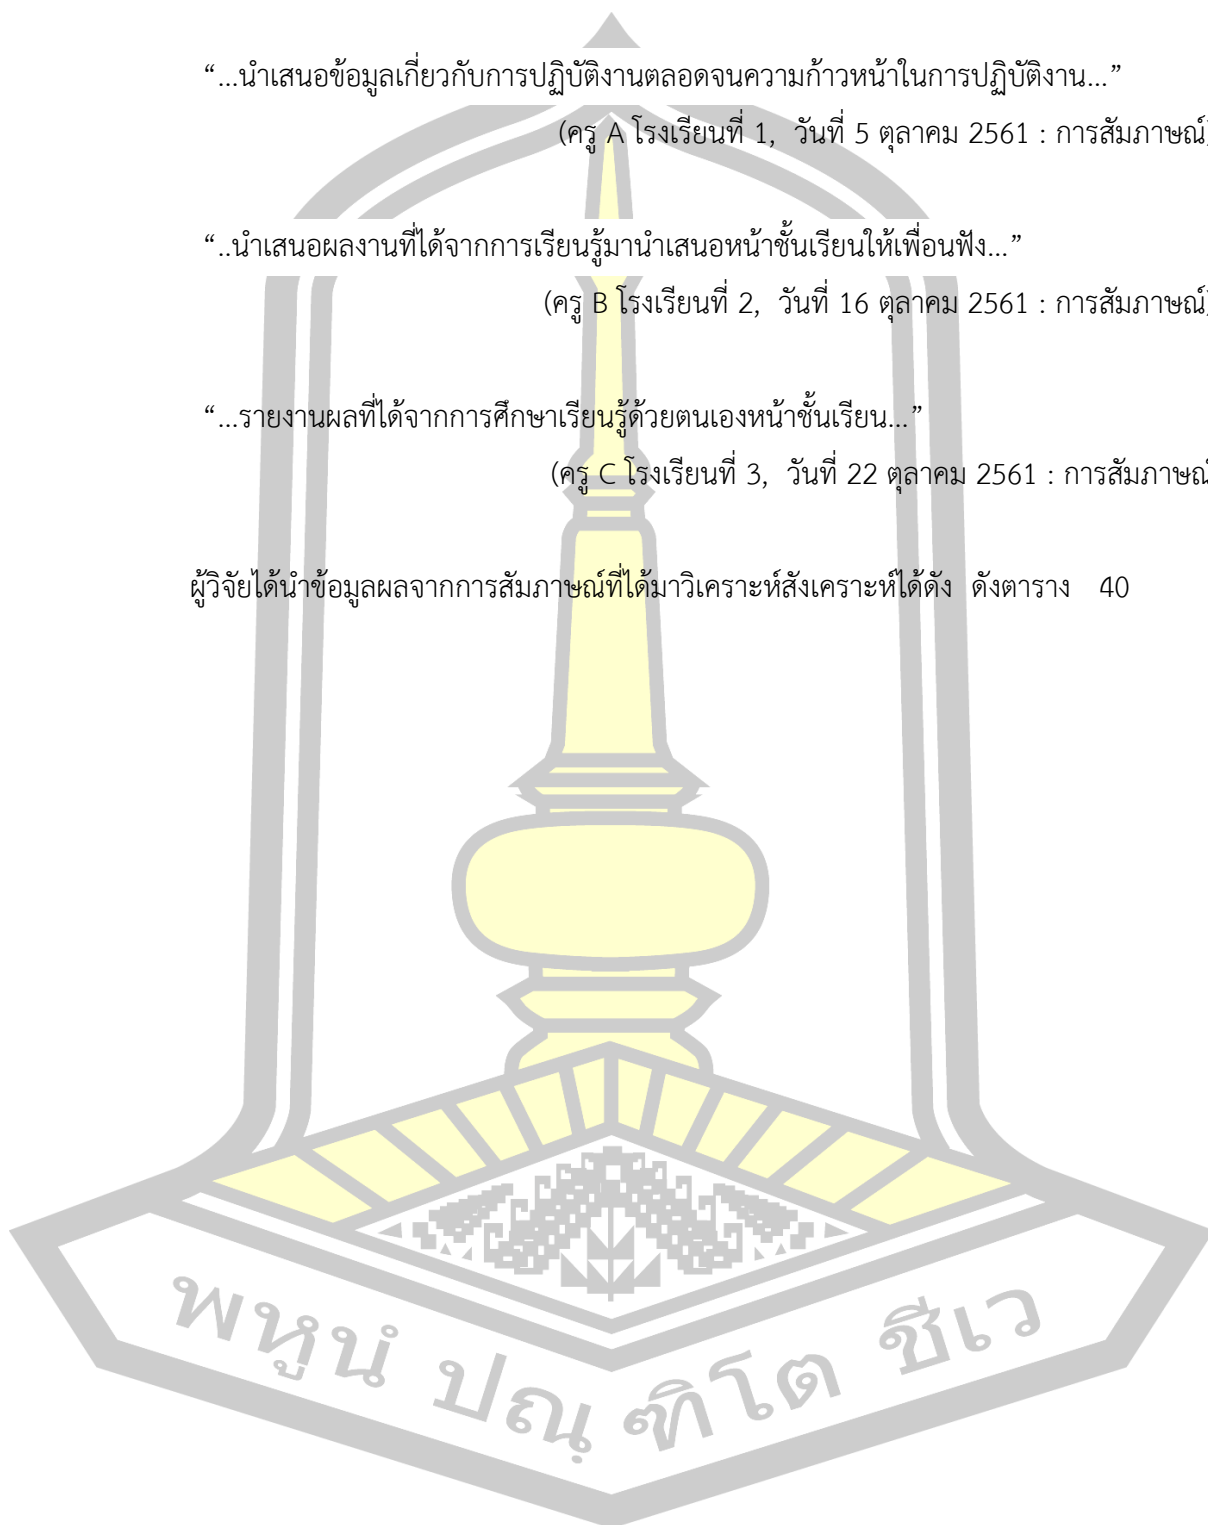 “...นำเสนอข้อมูลเกี่ยวกับการปฏิบัติงานตลอดจนความก้าวหน้าในการปฏิบัติงาน...”
(ครู A โรงเรียนที่ 1, วันที่ 5 ตุลาคม 2561 : การสัมภาษณ์)
“..นำเสนอผลงานที่ได้จากการเรียนรู้มานำเสนอหน้าชั้นเรียนให้เพื่อนฟัง...”
(ครู B โรงเรียนที่ 2, วันที่ 16 ตุลาคม 2561 : การสัมภาษณ์)
“...รายงานผลที่ได้จากการศึกษาเรียนรู้ด้วยตนเองหน้าชั้นเรียน...”
(ครู C โรงเรียนที่ 3, วันที่ 22 ตุลาคม 2561 : การสัมภาษณ์
ผู้วิจัยได้นำข้อมูลผลจากการสัมภาษณ์ที่ได้มาวิเคราะห์สังเคราะห์ได้ดัง ดังตาราง 40
พหูนํ ปณฺฑิโต ชีเว